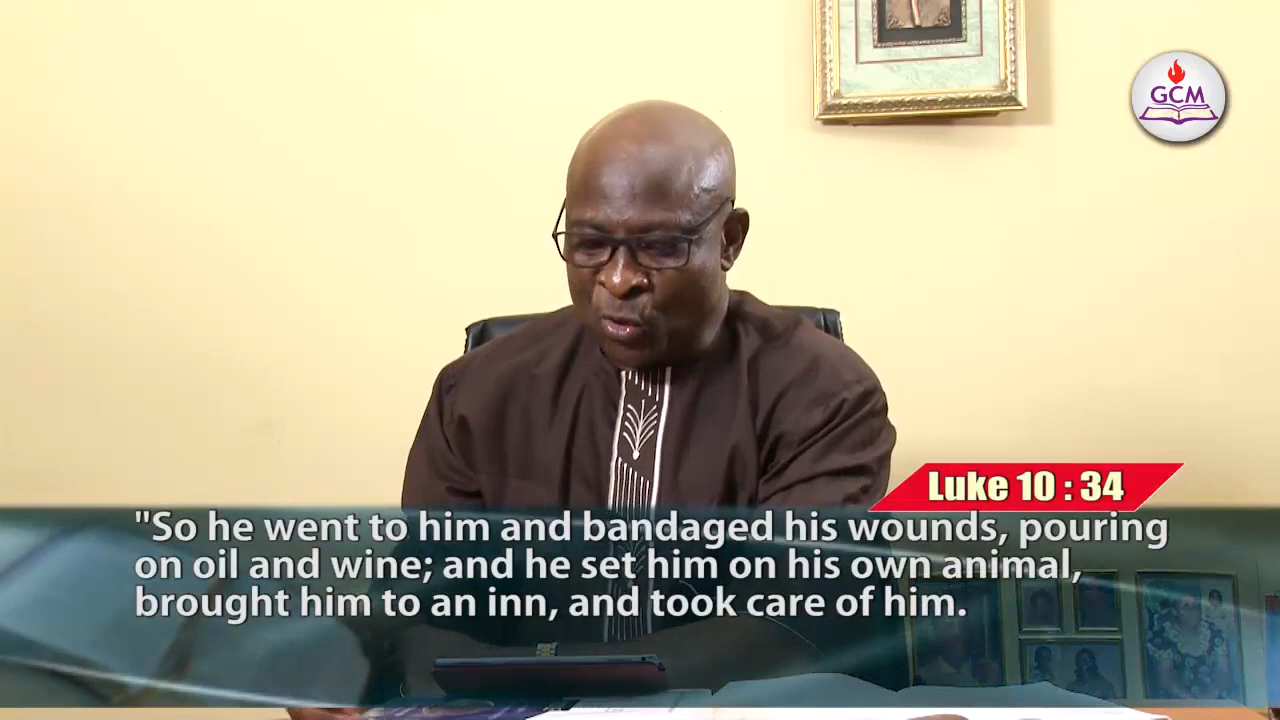 GCM
Luke 10 : 34
"So he went to him and bandaged his wounds, pouring
on oil and wine; and he set him on his own animal,
brought him to an inn, and took care of him.